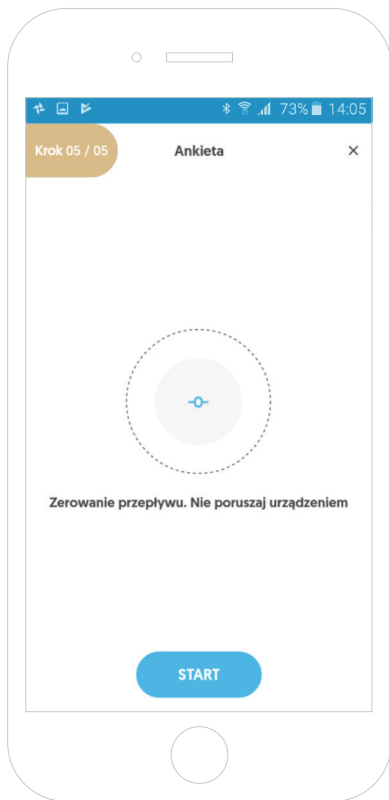 73% 14:05
Krok 05 / 05
Ankieta
Zerowanie przepływu. Nie poruszaj urządzeniem
START